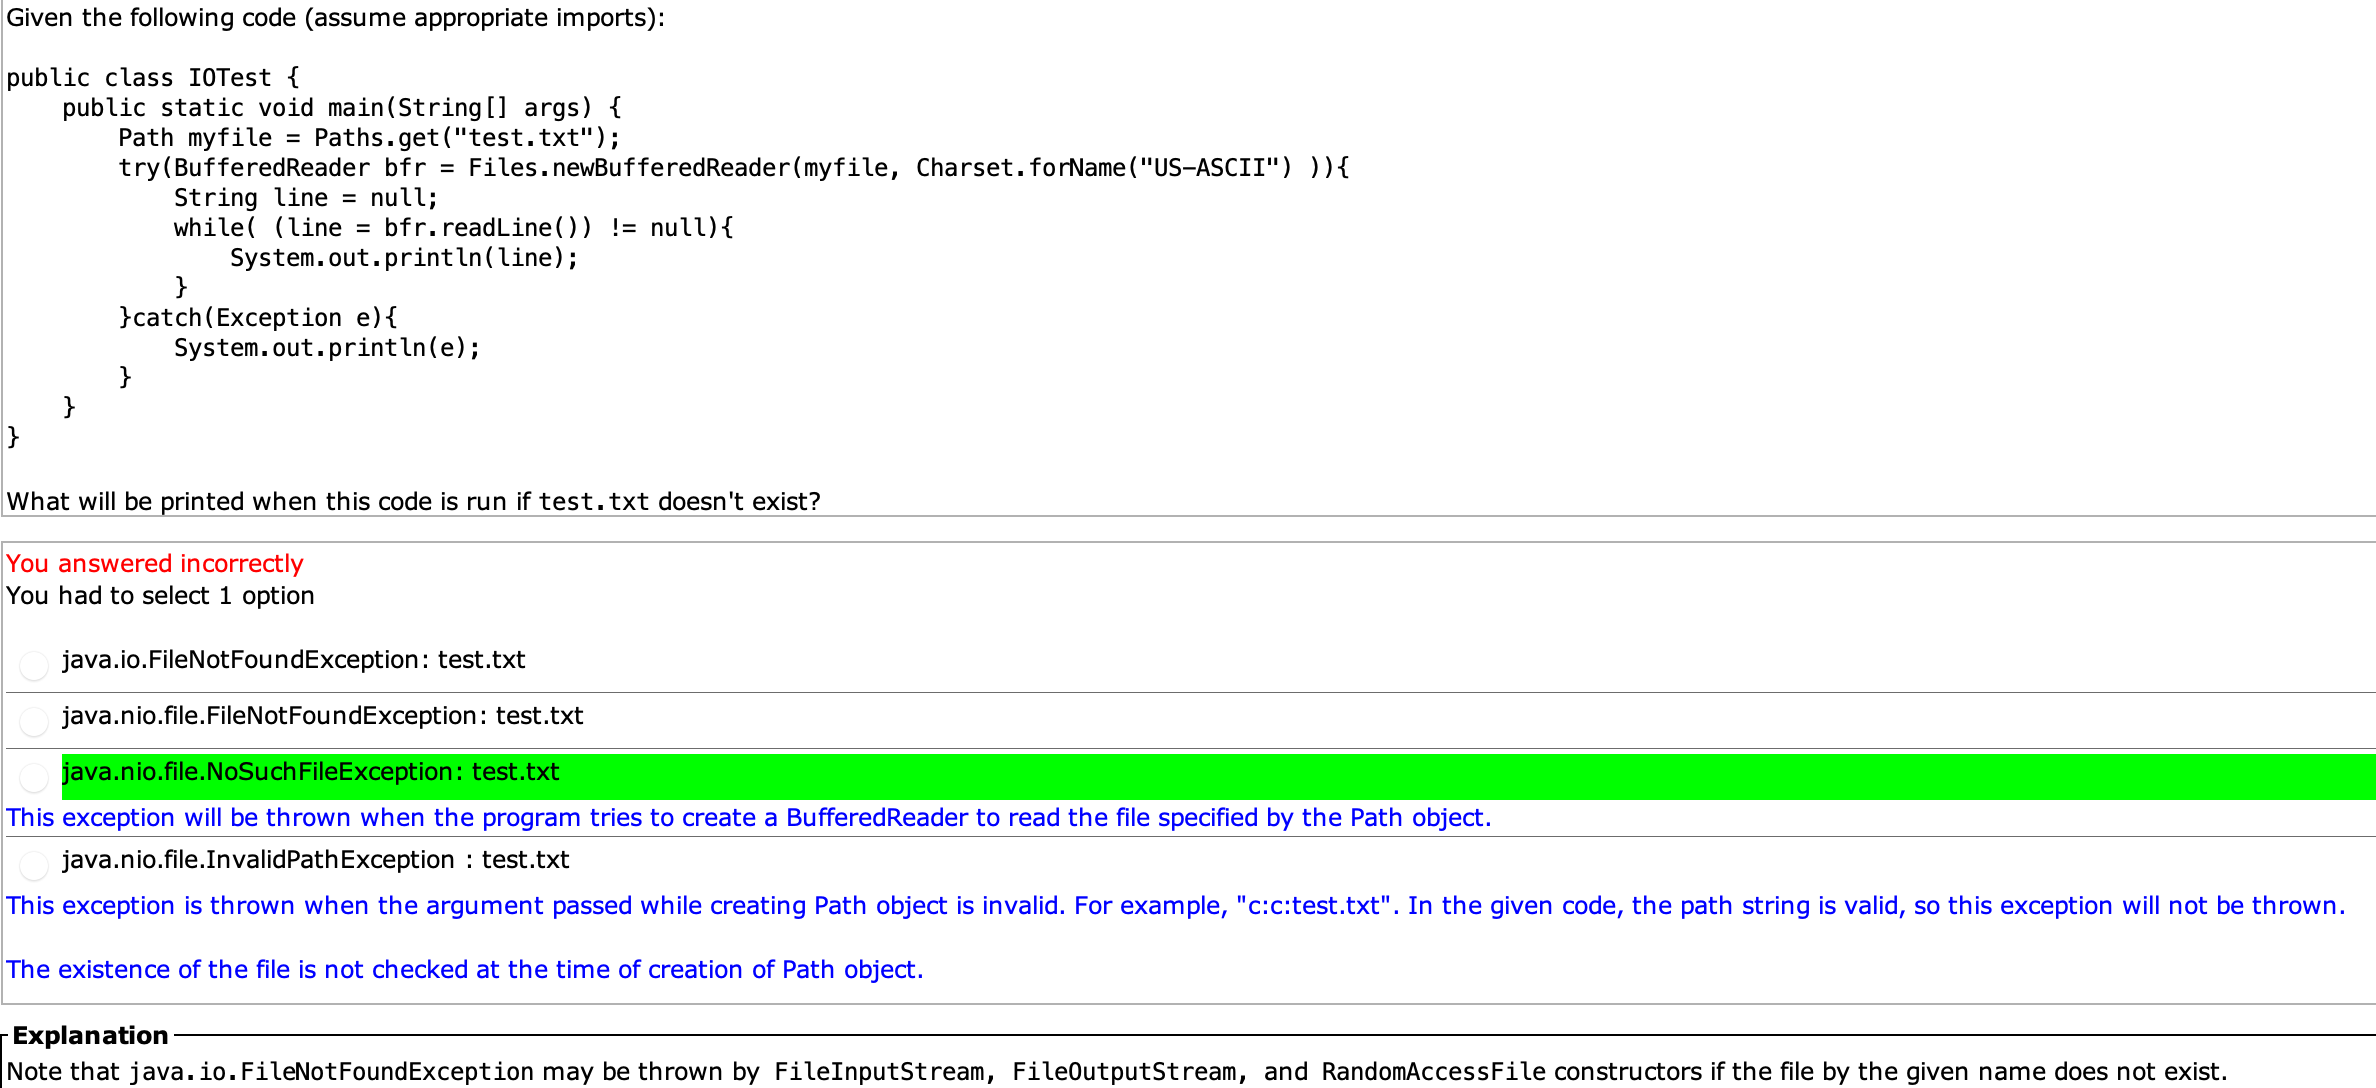 Given the following code (assume appropriate imports):
public class IOTest {
    public static void main(String[] args) {
        Path myfile = Paths.get("test.txt");
        try(BufferedReader bfr = Files.newBufferedReader(myfile, Charset.forName("US-ASCII") )){
            String line = null;
            while( (line = bfr.readLine()) != null){
                System.out.println(line);
            }
        }catch(Exception e){
            System.out.println(e);
        }
    }
}
What will be printed when this code is run if test.txt doesn't exist?
You answered incorrectly
You had to select 1 option
java.io.FileNotFoundException: test.txt
java.nio.file.FileNotFoundException: test.txt
java.nio.file.NoSuchFileException: test.txt
This exception will be thrown when the program tries to create a BufferedReader to read the file specified by the Path object.
java.nio.file.InvalidPathException : test.txt
This exception is thrown when the argument passed while creating Path object is invalid. For example, "c:c:test.txt". In the given code, the path string is valid, so this exception will not be thrown.
The existence of the file is not checked at the time of creation of Path object.
Explanation
Note that java.io.FileNotFoundException may be thrown by FileInputStream, FileOutputStream, and RandomAccessFile constructors if the file by the given name does not exist.